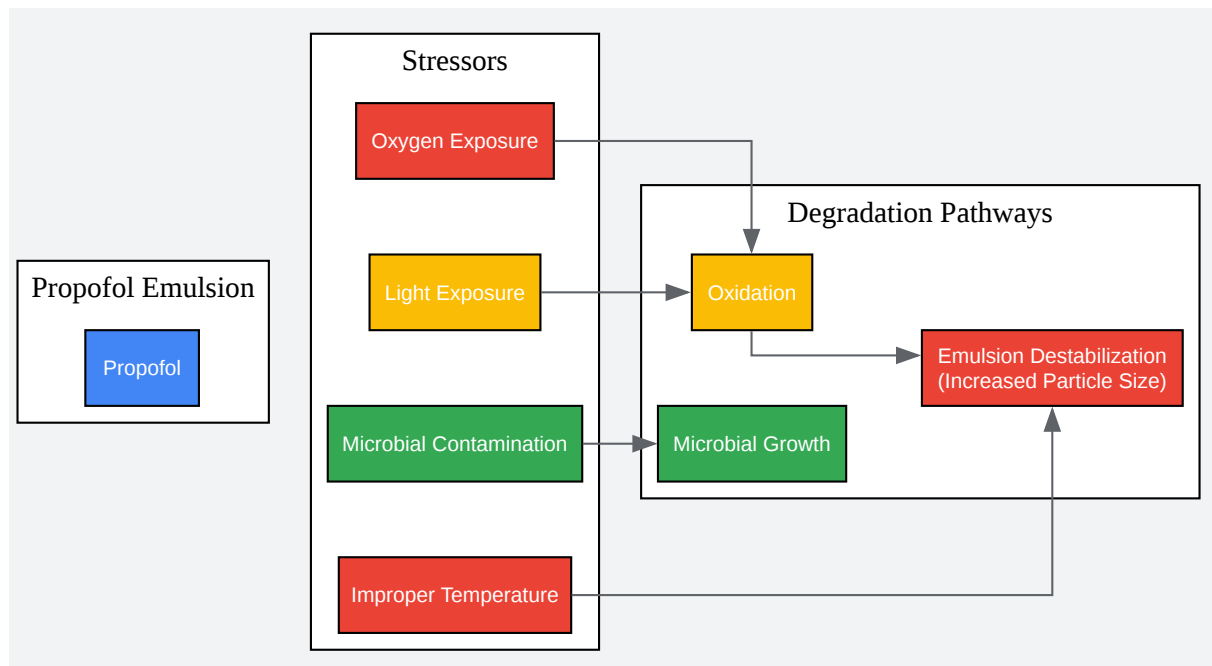 Propofol Emulsion
Propofol
Stressors
Oxygen Exposure
Light Exposure
Microbial Contamination
Improper Temperature
Degradation Pathways
Oxidation
Emulsion Destabilization
(Increased Particle Size)
Microbial Growth